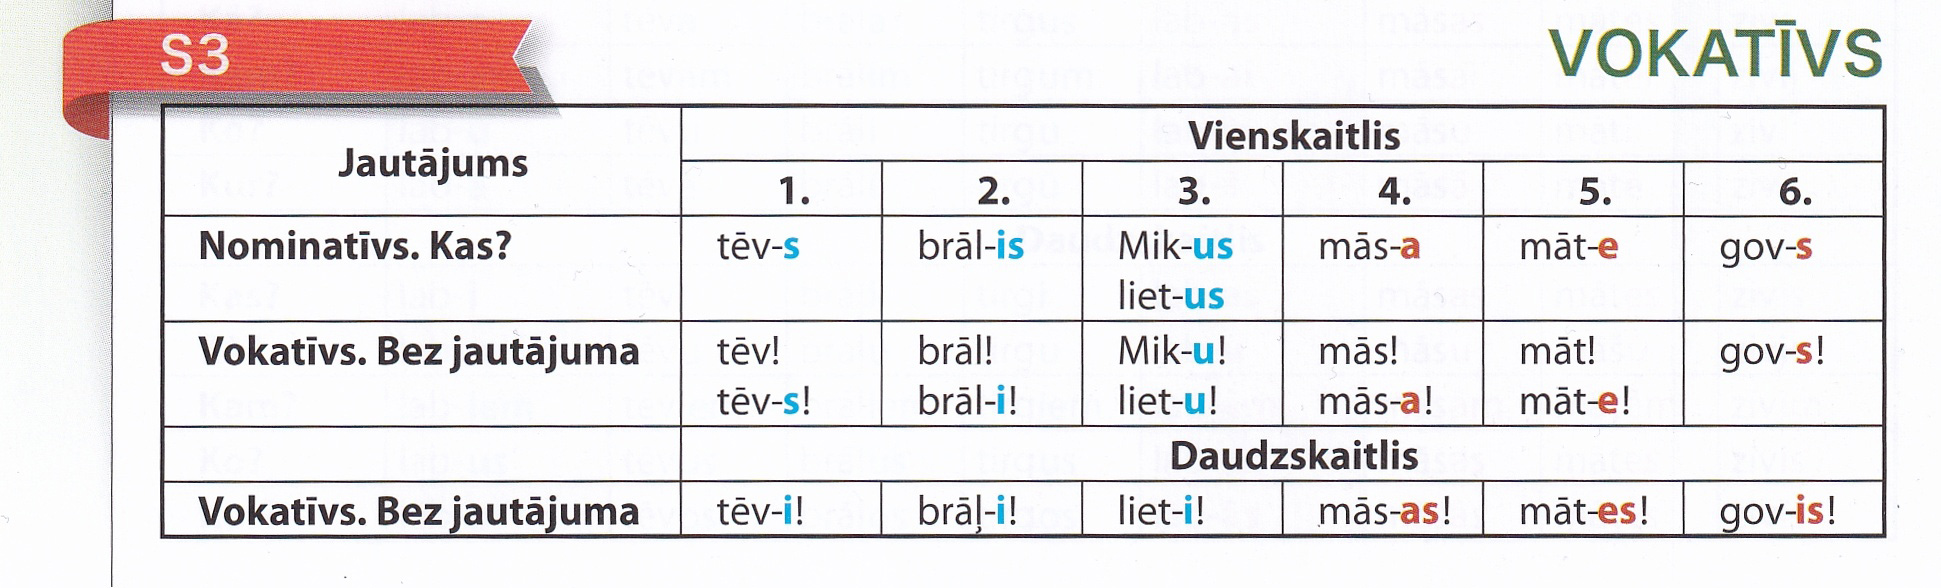 S3
VOKATĪVS
Jautājums
Vienskaitlis
1. 2. 3. 4. 5. 6.
Nominatīvs. Kas? tēv-s brāl-is Mik-us mās-a māt-e gov-s
liet-us
Vokatīvs. Bez jautājuma tēv! brāl! Mik-u! mās! māt! gov-s!
tēv-s! brāl-i! liet-u! mās-a! māt-e!
Daudzskaitlis
Vokatīvs. Bez jautājuma tēv-i! brāļ-i! liet-i! mās-as! māt-es! gov-is!